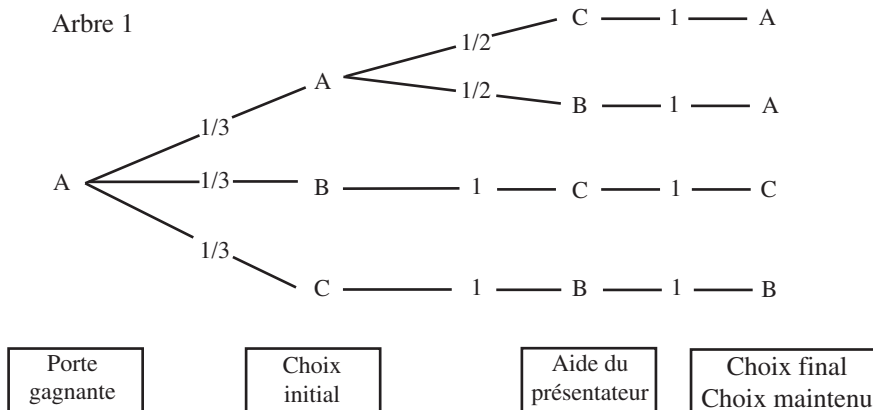 Arbre 1
C 1 A
1/2
A
1/2
B 1 A
1/3
A 1/3 B 1 C 1 C
1/3
C 1 B 1 B
Porte
gagnante
Choix
initial
Aide du
présentateur
Choix final
Choix maintenu